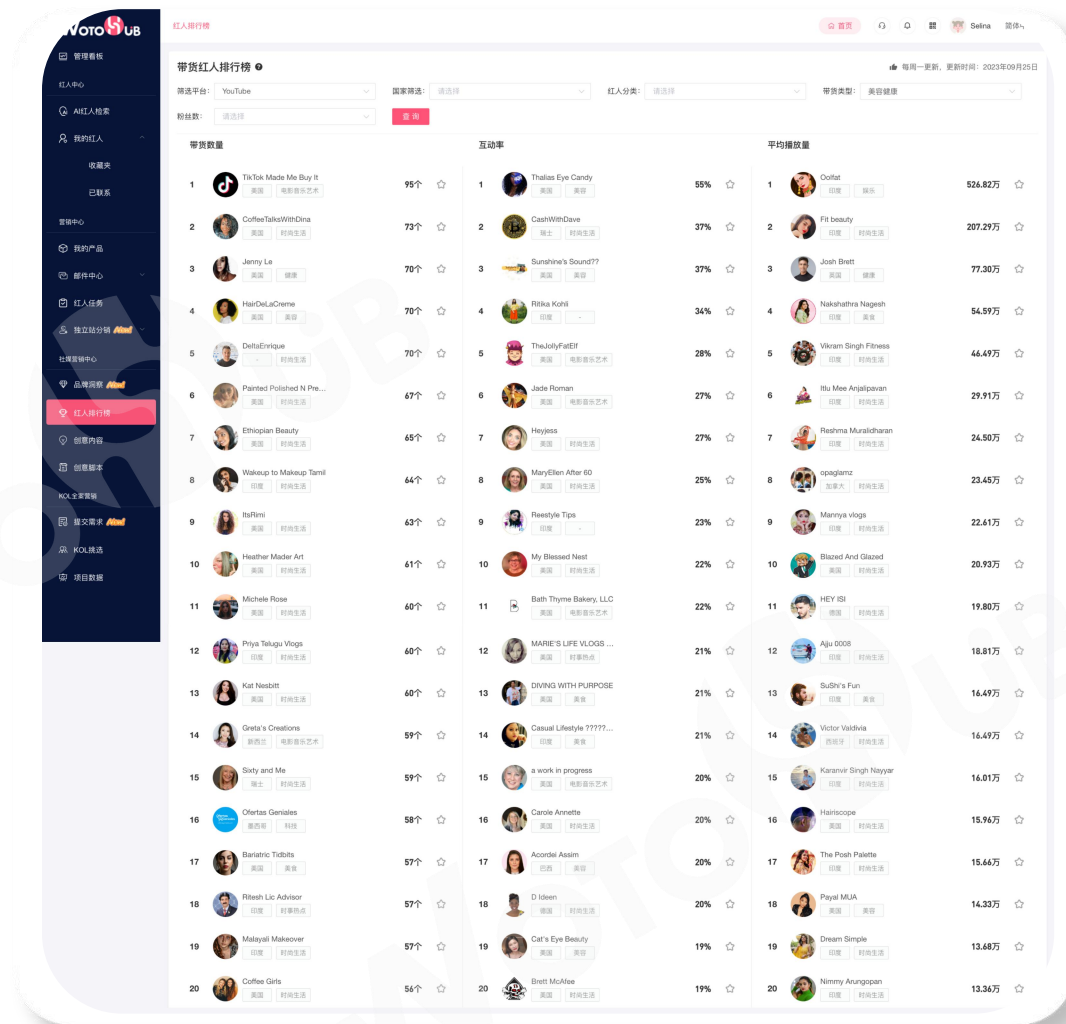 WOTOHUB
红人排行榜
首页
Selina
简体
管理看板
红人中心
AI红人检索
我的红人
收藏夹
已联系
营销中心
我的产品
邮件中心
红人任务
独立站分销 New!
社媒营销中心
品牌洞察 New!
红人排行榜
创意内容
创意脚本
KOL全案营销
提交需求 New!
KOL挑选
项目数据
带货红人排行榜
每周一更新，更新时间：2023年09月25日
筛选平台： YouTube 国家筛选： 请选择 红人分类： 请选择 带货类型： 美容健康
粉丝数： 请选择 查询
带货数量
1 TikTok Made Me Buy It 95个
美国 电影音乐艺术
2 CoffeeTalksWithDina 73个
美国 时尚生活
3 Jenny Le 70个
美国 健康
4 HairDeLaCreme 70个
美国 美容
5 DeltaEnrique 70个
- 时尚生活
6 Painted Polished N Pre... 67个
美国 时尚生活
7 Ethiopian Beauty 65个
美国 时尚生活
8 Wakeup to Makeup Tamil 64个
印度 时尚生活
9 ItsRimi 63个
美国 时尚生活
10 Heather Mader Art 61个
美国 时尚生活
11 Michele Rose 60个
美国 时尚生活
12 Priya Telugu Vlogs 60个
印度 时尚生活
13 Kat Nesbitt 60个
美国 时尚生活
14 Greta's Creations 59个
新西兰 电影音乐艺术
15 Sixty and Me 59个
瑞士 时尚生活
16 Ofertas Geniales 58个
墨西哥 科技
17 Bariatric Tidbits 57个
美国 美食
18 Ritesh Lic Advisor 57个
印度 时事热点
19 Malayali Makeover 57个
印度 时尚生活
20 Coffee Girls 56个
美国 时尚生活
互动率
1 Thalias Eye Candy 55%
美国 美容
2 CashWithDave 37%
瑞士 时尚生活
3 Sunshine's Sound?? 37%
美国 美容
4 Ritika Kohli 34%
印度 -
5 TheJollyFatElf 28%
美国 电影音乐艺术
6 Jade Roman 27%
美国 电影音乐艺术
7 Heyjess 27%
美国 时尚生活
8 MaryEllen After 60 25%
美国 时尚生活
9 Reestyle Tips 23%
印度 -
10 My Blessed Nest 22%
美国 时尚生活
11 Bath Thyme Bakery, LLC 22%
美国 电影音乐艺术
12 MARIE'S LIFE VLOGS ... 21%
美国 时事热点
13 DIVING WITH PURPOSE 21%
美国 美食
14 Casual Lifestyle ?????... 21%
印度 美食
15 a work in progress 20%
美国 电影音乐艺术
16 Carole Annette 20%
美国 时尚生活
17 Acordei Assim 20%
巴西 美容
18 D Ideen 20%
德国 时尚生活
19 Cat's Eye Beauty 19%
美国 美容
20 Brett McAfee 19%
美国 时尚生活
平均播放量
1 Oolfat 526.82万
印度 娱乐
2 Fit beauty 207.29万
印度 时尚生活
3 Josh Brett 77.30万
英国 健康
4 Nakshathra Nagesh 54.59万
印度 美食
5 Vikram Singh Fitness 46.49万
印度 时尚生活
6 Itlu Mee Anjalipavan 29.91万
印度 时尚生活
7 Reshma Muralidharan 24.50万
印度 时尚生活
8 opaglamz 23.45万
加拿大 时尚生活
9 Mannya vlogs 22.61万
印度 时尚生活
10 Blazed And Glazed 20.93万
美国 时尚生活
11 HEY ISI 19.80万
德国 时尚生活
12 Ajju 0008 18.81万
印度 时尚生活
13 SuShi's Fun 16.49万
印度 美食
14 Victor Valdivia 16.49万
西班牙 时尚生活
15 Karanvir Singh Nayyar 16.01万
印度 时尚生活
16 Hairiscope 15.96万
美国 时尚生活
17 The Posh Palette 15.66万
印度 时尚生活
18 Payal MUA 14.33万
美国 美容
19 Dream Simple 13.68万
印度 时尚生活
20 Nimmy Arungopan 13.36万
印度 时尚生活